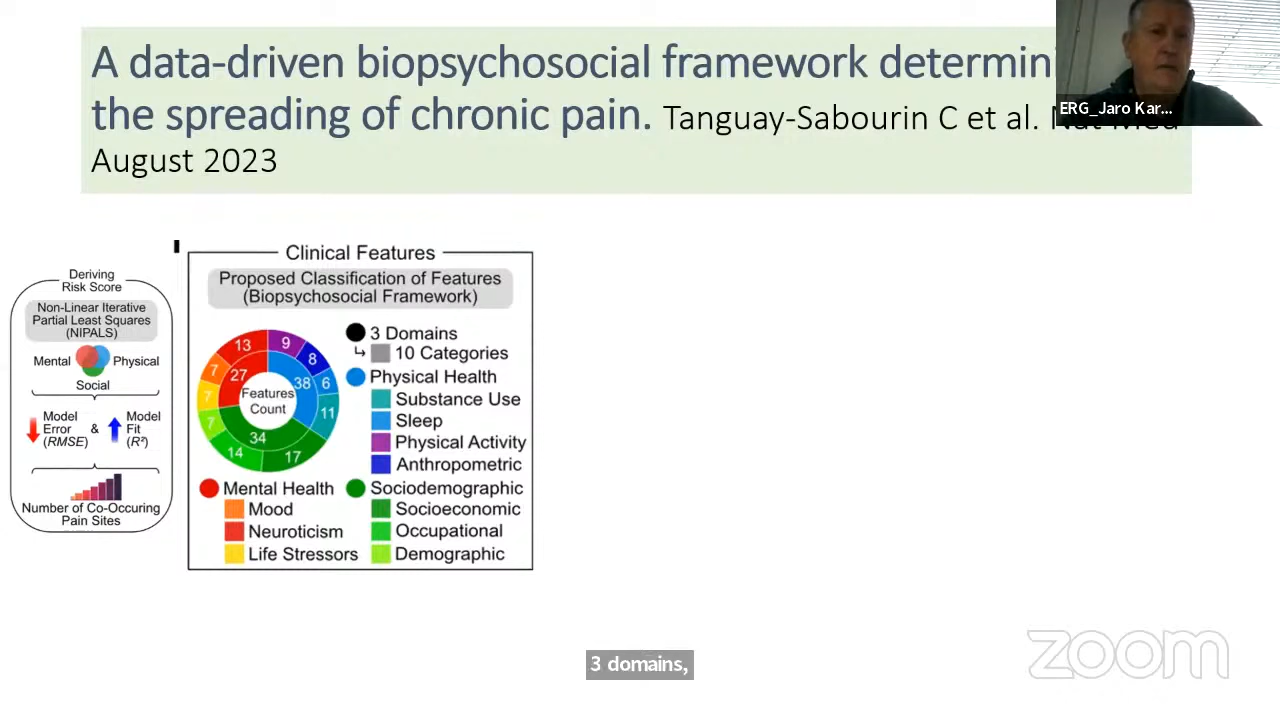 A data-driven biopsychosocial framework
the spreading of chronic pain. Tanguay-Sabourin C et al.
August 2023
ERG_Jaro Kar...
Deriving
Risk Score
Non-Linear Iterative
Partial Least Squares
(NIPALS)
Mental
Physical
Social
Model
Error
(RMSE)
&
Model
Fit
(R²)
Number of Co-Occuring
Pain Sites
Clinical Features
Proposed Classification of Features
(Biopsychosocial Framework)
13
9
8
6
11
17
14
7
7
7
27
38
34
Features
Count
3 Domains
10 Categories
Physical Health
Substance Use
Sleep
Physical Activity
Anthropometric
Mental Health
Mood
Neuroticism
Life Stressors
Sociodemographic
Socioeconomic
Occupational
Demographic
3 domains,
zoom